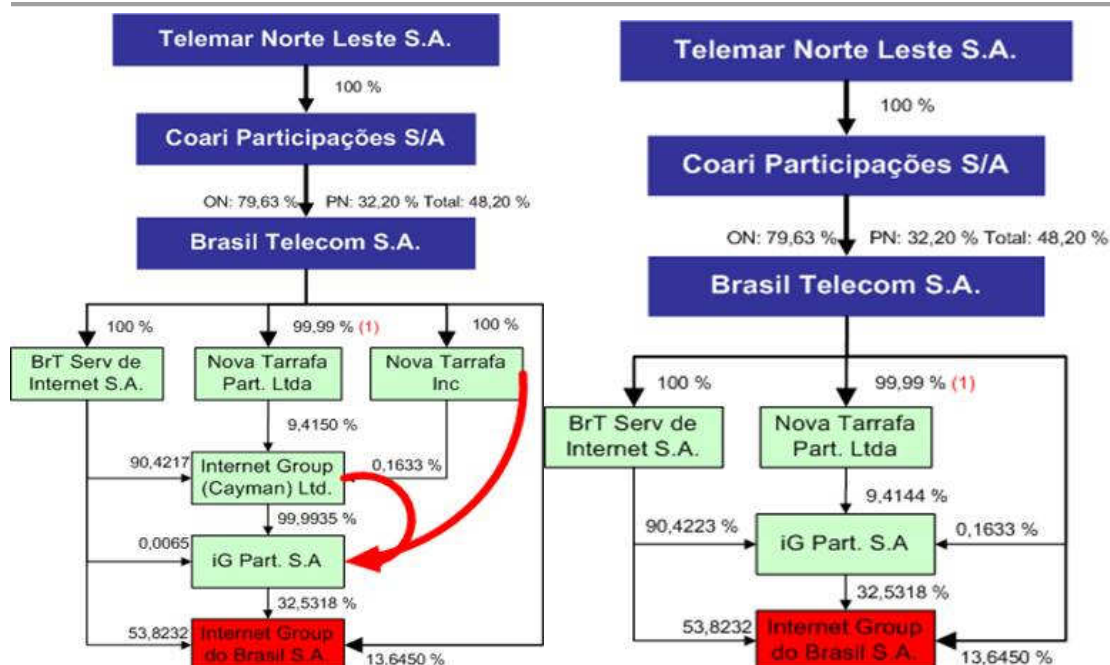 Telemar Norte Leste S.A.
100 %
Coari Participações S/A
ON: 79,63 % PN: 32,20 % Total: 48,20 %
Brasil Telecom S.A.
100 %
99,99 % (1)
100 %
BrT Serv de
Internet S.A.
Nova Tarrafa
Part. Ltda
Nova Tarrafa
Inc
9,4150
90,4217
Internet Group
(Cayman) Ltd.
0,1633 %
99,9935 %
0,0065
iG Part. S.A
32,5318 %
53,8232
Internet Group
do Brasil S.A.
13,6450 %
Telemar Norte Leste S.A.
100 %
Coari Participações S/A
ON: 79,63 % PN: 32,20 % Total: 48,20 %
Brasil Telecom S.A.
100 %
99,99 % (1)
BrT Serv de
Internet S.A.
Nova Tarrafa
Part. Ltda
9,4144 %
90,4223 %
iG Part. S.A
0,1633 %
32,5318 %
53,8232
Internet Group
do Brasil S.A.
13,6450 %